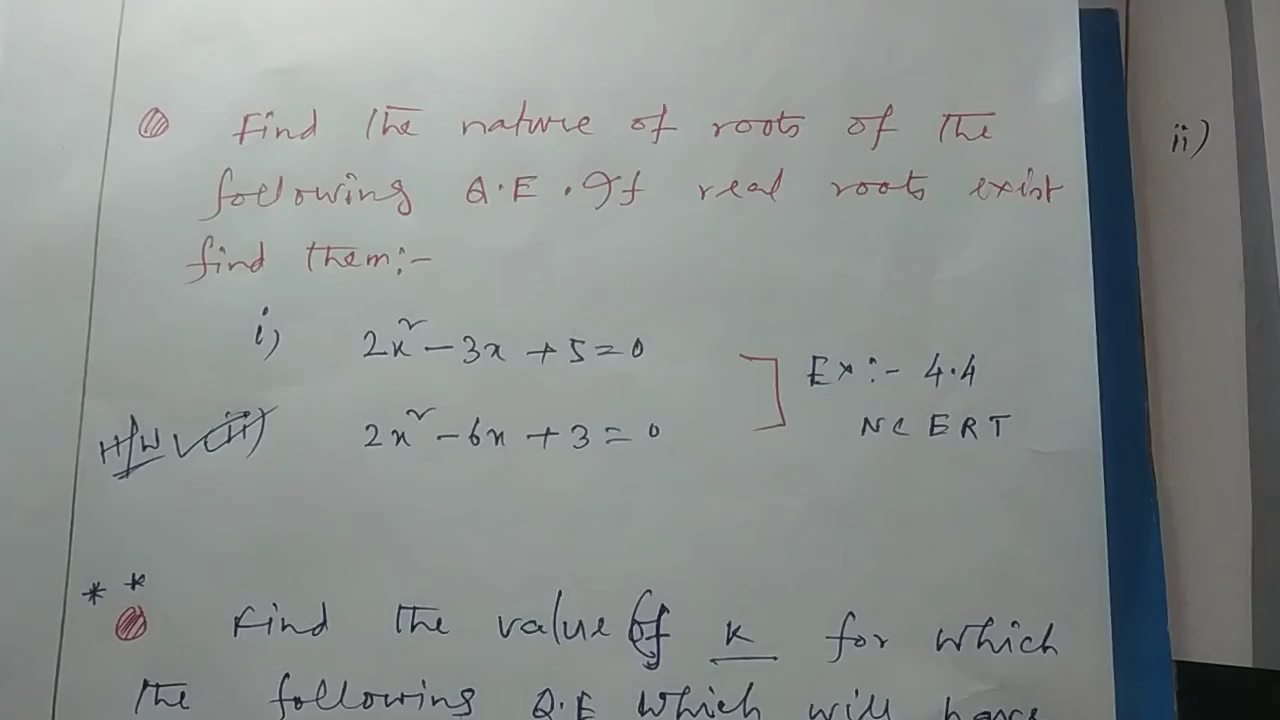 Find the nature of roots of the
following Q.E. If real roots exist
find them:-
i) 2x² - 3x + 5 = 0
H/W ✓ ii) 2x² - 6x + 3 = 0
Ex:- 4.4
NCERT
** Find the value of k for which
the following Q.E which will have
ii)